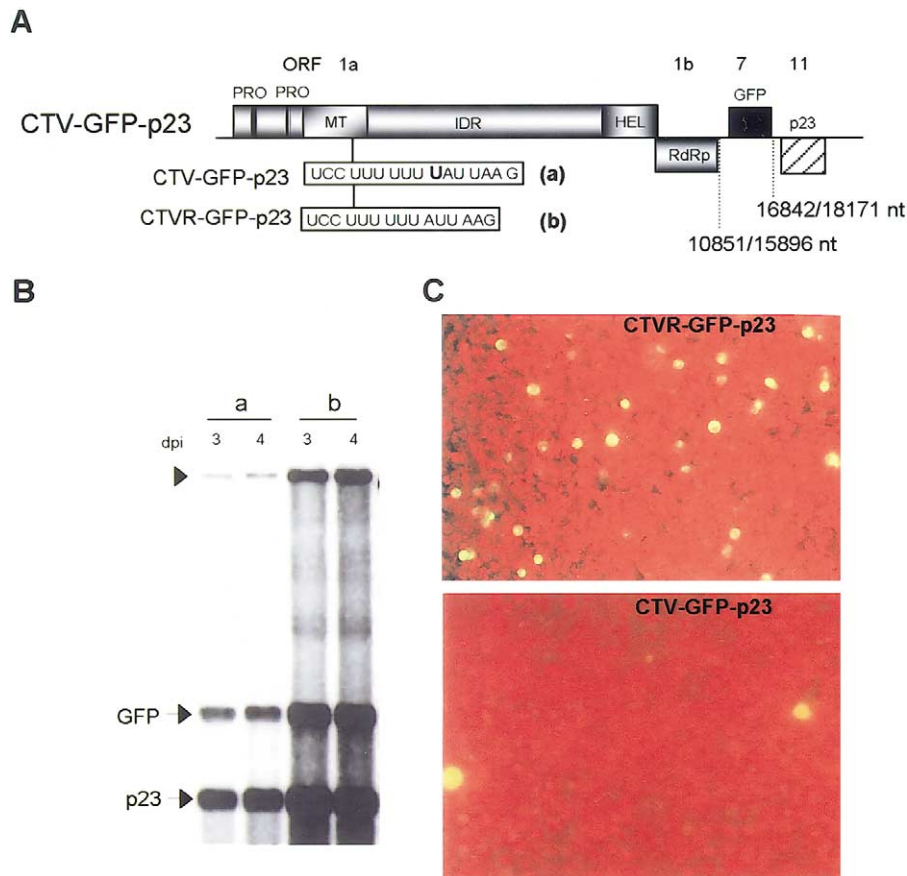 A
ORF 1a 1b 7 11
PRO PRO GFP
CTV-GFP-p23 MT IDR HEL p23
RdRp
CTV-GFP-p23 UCC UUU UUU UAU UAA G (a)
CTVR-GFP-p23 UCC UUU UUU AUU AAG (b)
16842/18171 nt
10851/15896 nt
B
a b
dpi 3 4 3 4
GFP
p23
C
CTVR-GFP-p23
CTV-GFP-p23